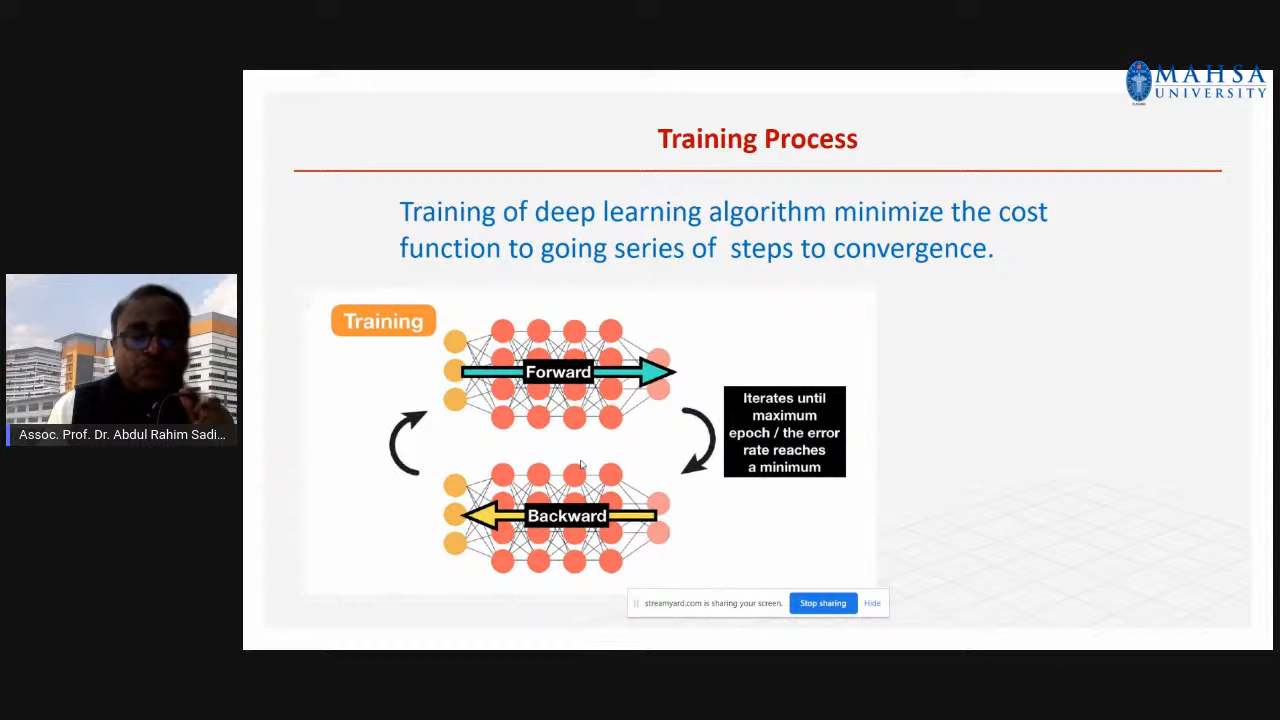 MAHSA
UNIVERSITY
Training Process
Training of deep learning algorithm minimize the cost
function to going series of steps to convergence.
Training
Forward
Iterates until
maximum
epoch / the error
rate reaches
a minimum
Backward
Assoc. Prof. Dr. Abdul Rahim Sadi...
streamyard.com is sharing your screen.
Stop sharing
Hide